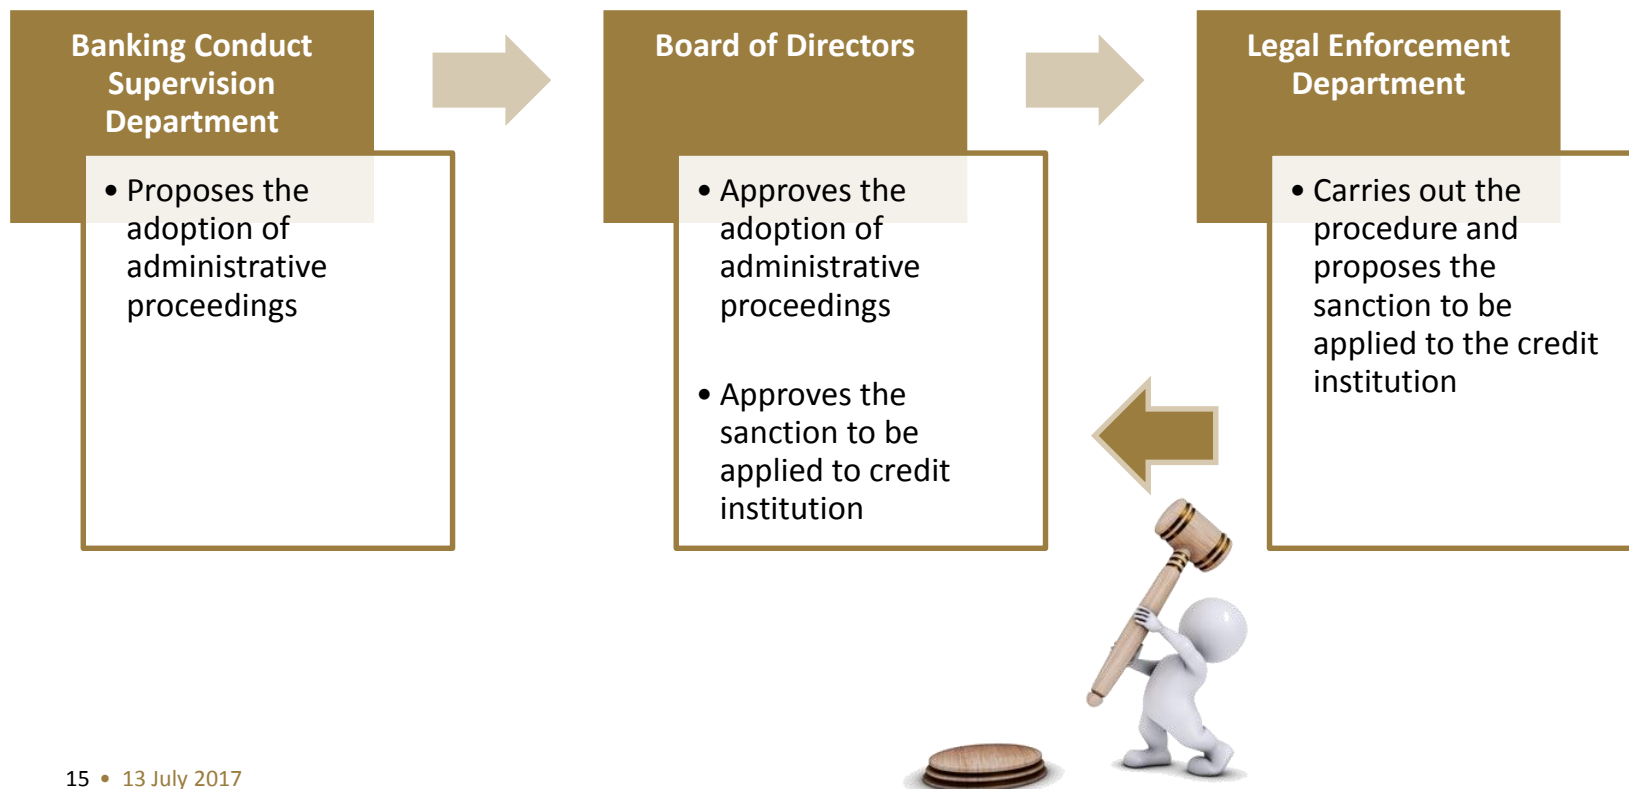 Banking Conduct
Supervision
Department
• Proposes the
adoption of
administrative
proceedings
Board of Directors
• Approves the
adoption of
administrative
proceedings
• Approves the
sanction to be
applied to credit
institution
Legal Enforcement
Department
• Carries out the
procedure and
proposes the
sanction to be
applied to the credit
institution
15 • 13 July 2017